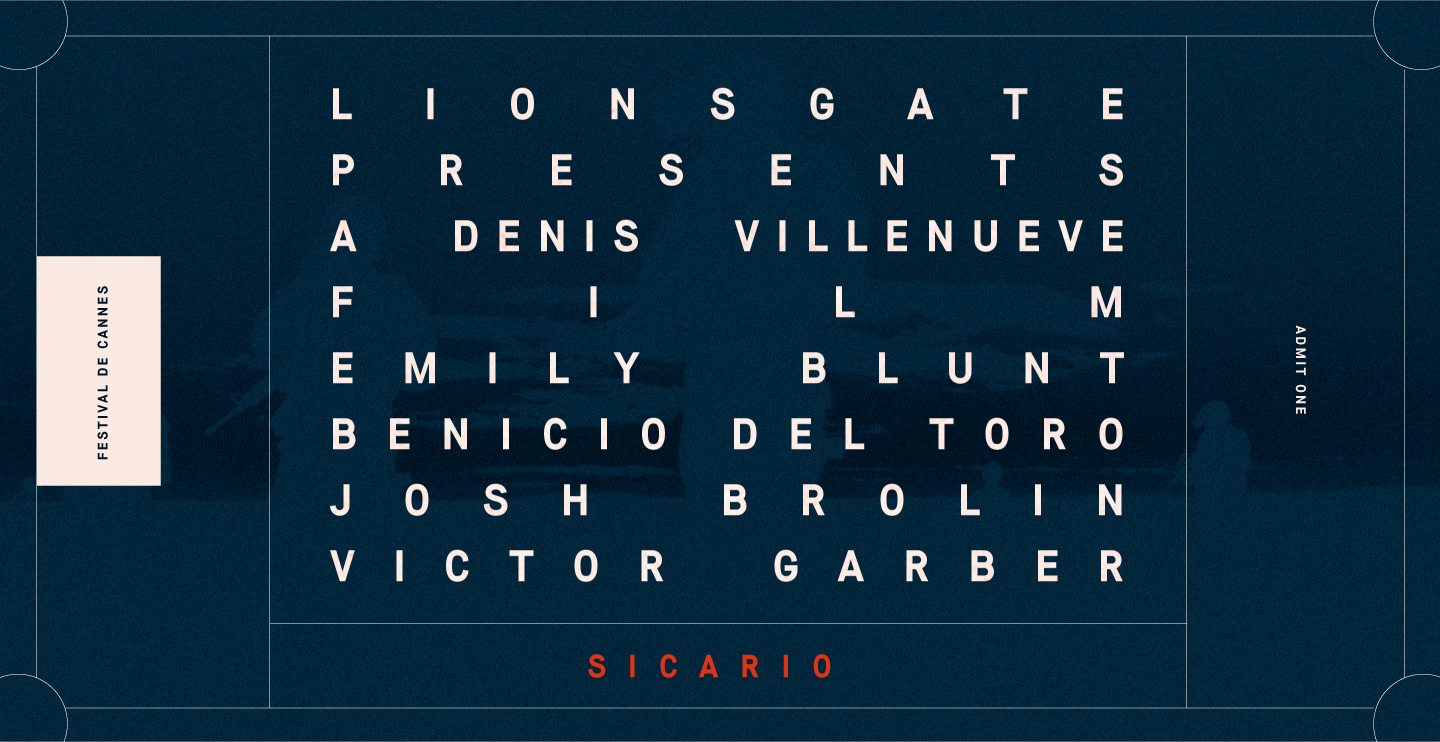 LIONSGATE
PRESENTS
A DENIS VILLENUEVE
FILM
EMILY BLUNT
BENICIO DEL TORO
JOSH BROLIN
VICTOR GARBER
SICARIO
FESTIVAL DE CANNES
ADMIT ONE